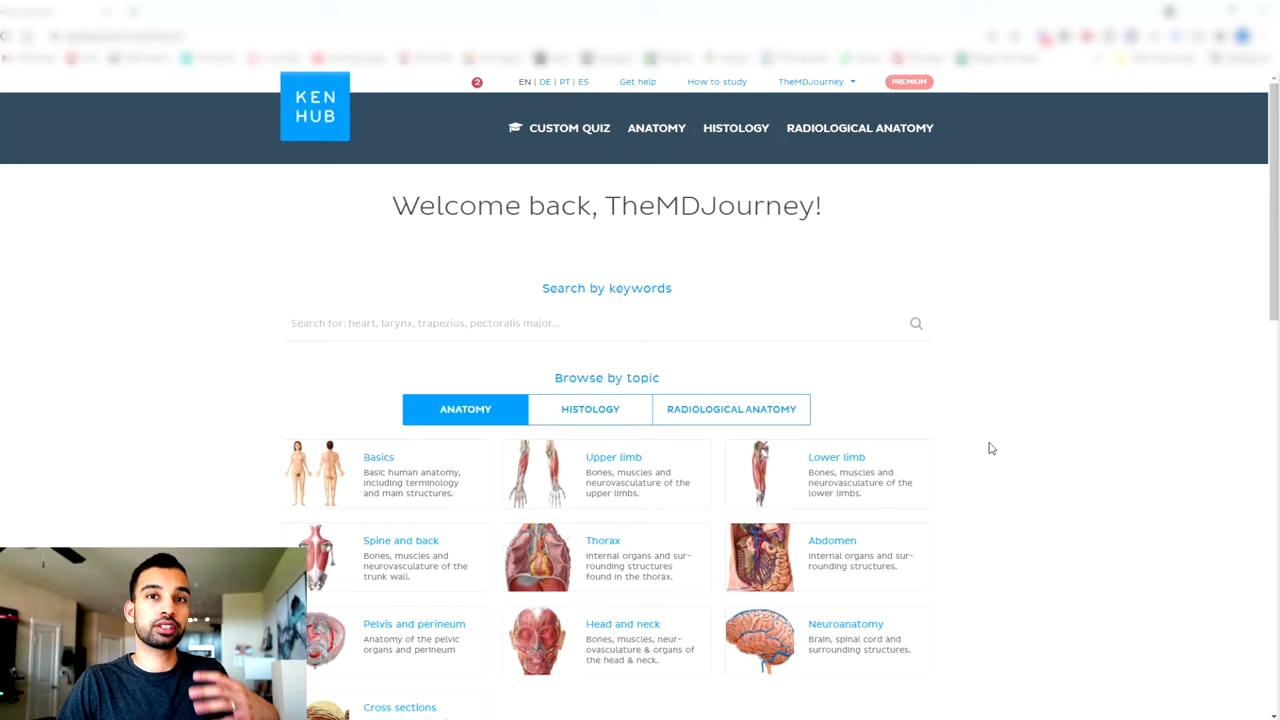 KEN
HUB
2
EN | DE | PT | ES
Get help
How to study
TheMDJourney
PREMIUM
CUSTOM QUIZ
ANATOMY
HISTOLOGY
RADIOLOGICAL ANATOMY
Welcome back, TheMDJourney!
Search by keywords
Search for: heart, larynx, trapezius, pectoralis major...
Browse by topic
ANATOMY
HISTOLOGY
RADIOLOGICAL ANATOMY
Basics
Basic human anatomy,
including terminology
and main structures.
Upper limb
Bones, muscles and
neurovasculature of the
upper limbs.
Lower limb
Bones, muscles and
neurovasculature of the
lower limbs.
Spine and back
Bones, muscles and
neurovasculature of the
trunk wall.
Thorax
Internal organs and sur-
rounding structures
found in the thorax.
Abdomen
Internal organs and sur-
rounding structures.
Pelvis and perineum
Anatomy of the pelvic
organs and perineum
Head and neck
Bones, muscles, neur-
ovasculature & organs of
the head & neck.
Neuroanatomy
Brain, spinal cord and
surrounding structures.
Cross sections